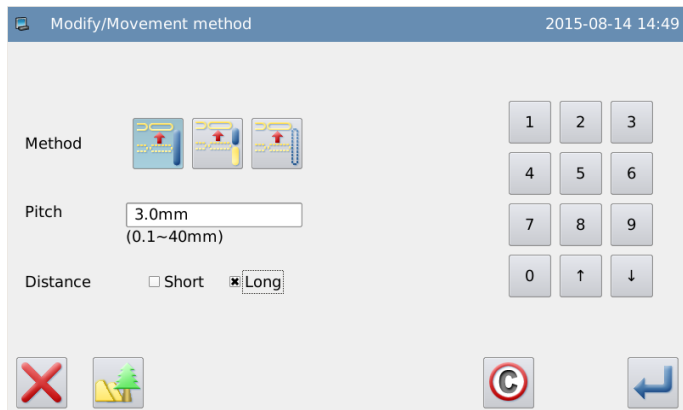 Modify/Movement method 2015-08-14 14:49
1 2 3
Method
4 5 6
Pitch 3.0mm
7 8 9
(0.1~40mm)
Distance Short Long 0 ↑ ↓
C